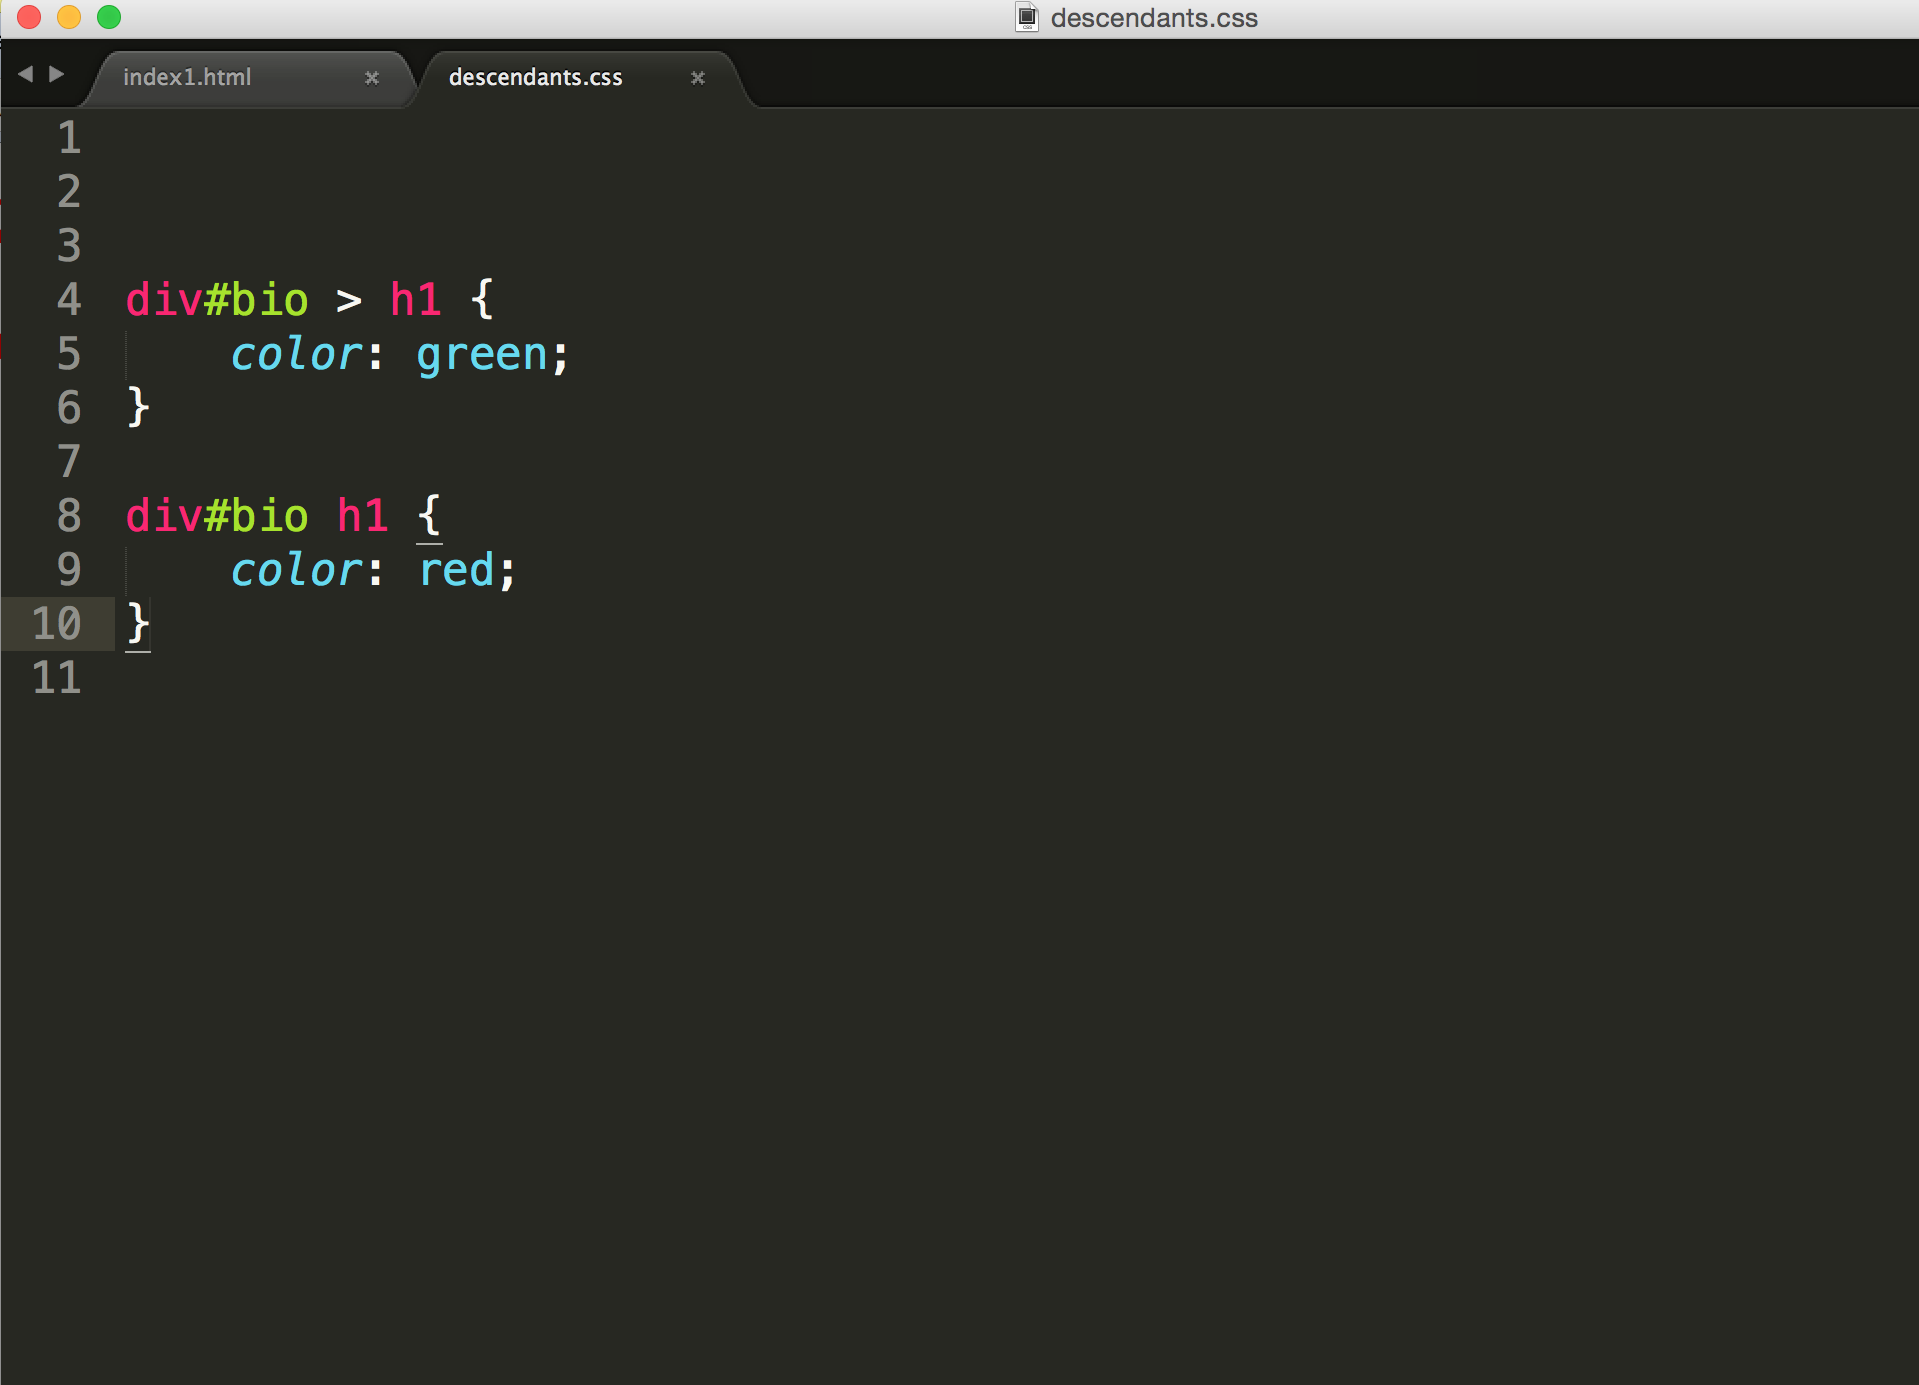 descendants.css
index1.html descendants.css
1
2
3
4 div#bio > h1 {
5 color: green;
6 }
7
8 div#bio h1 {
9 color: red;
10 }
11